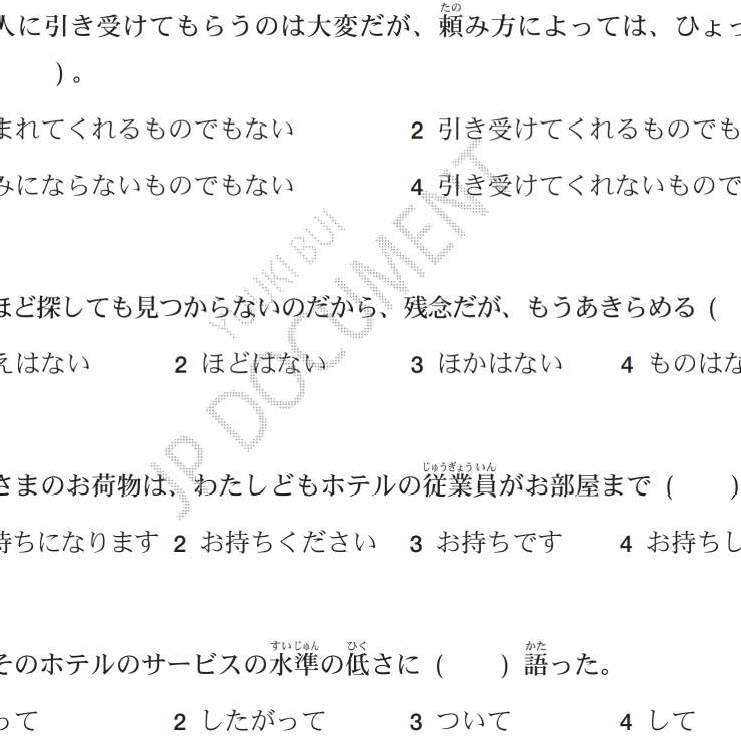 人に引き受けてもらうのは大変だが、頼み方によっては、ひょっ
)。
まれてくれるものでもない 2 引き受けてくれるものでも
みにならないものでもない 4 引き受けてくれないもので
ほど探しても見つからないのだから、残念だが、もうあきらめる (
えはない 2 ほどはない 3 ほかはない 4 ものはな
さまのお荷物は、わたしどもホテルの従業員がお部屋まで ( )
持ちになります 2 お持ちください 3 お持ちです 4 お持ちし
そのホテルのサービスの水準の低さに ( ) 語った。
って 2 したがって 3 ついて 4 して
YOUKI BUI
JP DOCUMENT